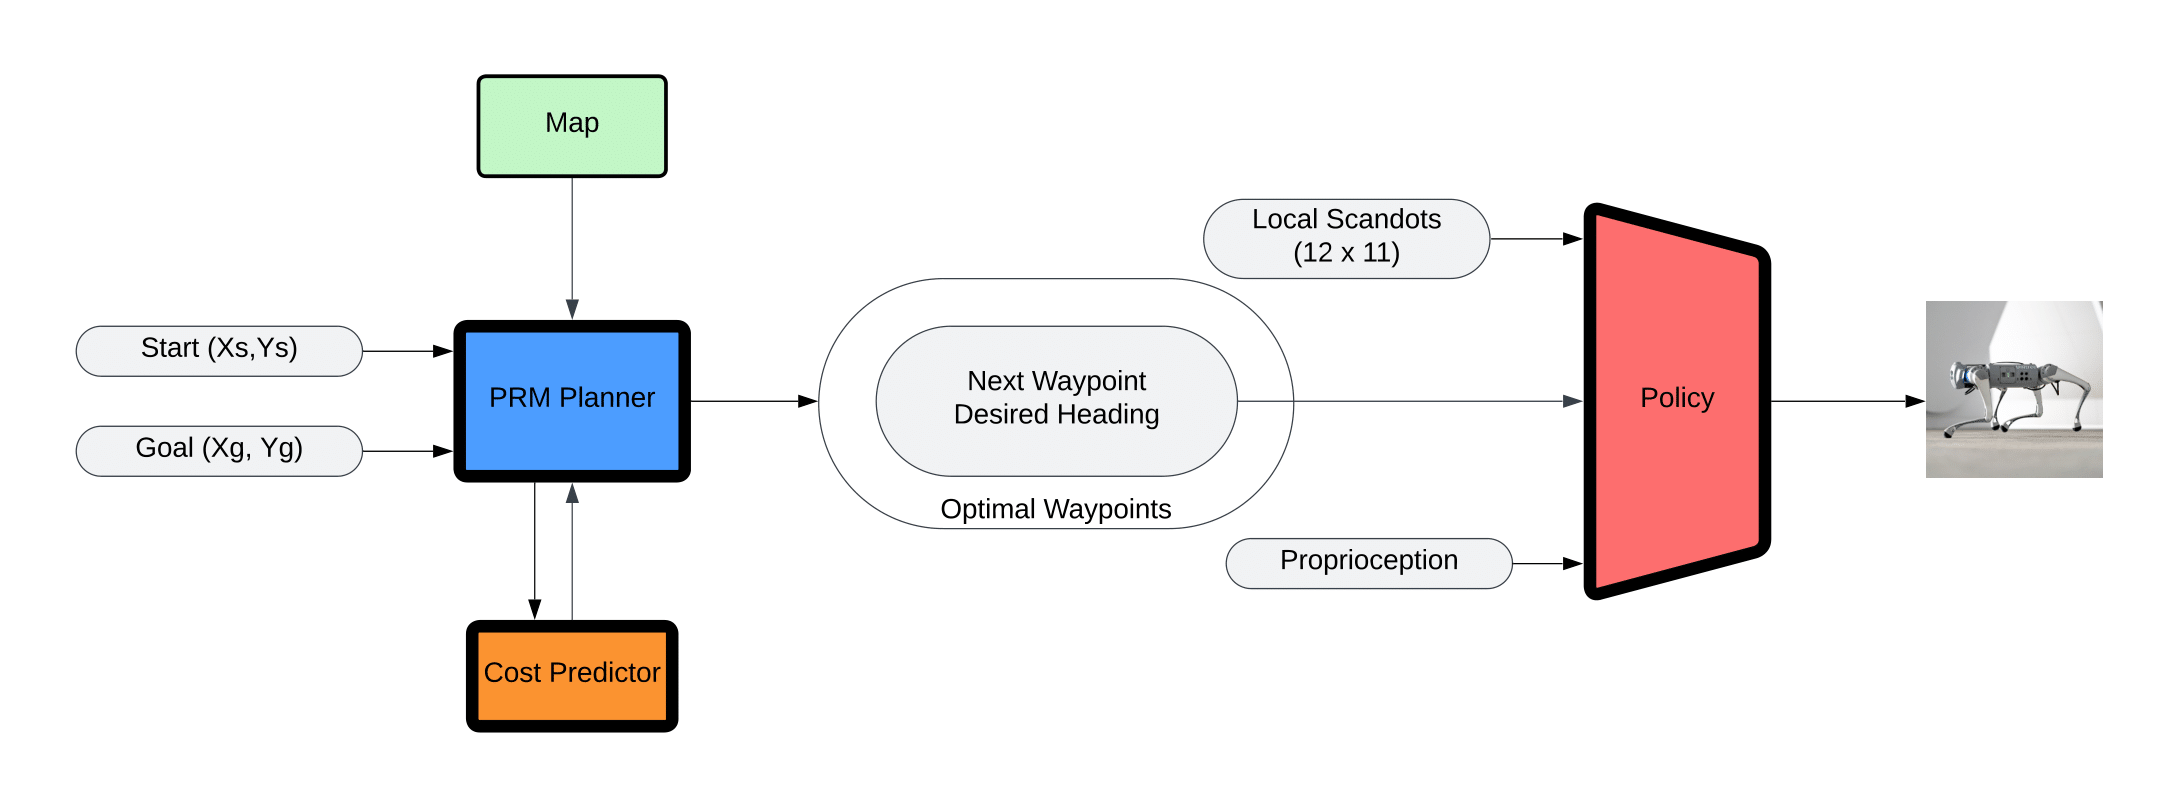 Map
Start (Xs,Ys)
Goal (Xg, Yg)
PRM Planner
Cost Predictor
Next Waypoint
Desired Heading
Optimal Waypoints
Local Scandots
(12 x 11)
Proprioception
Policy